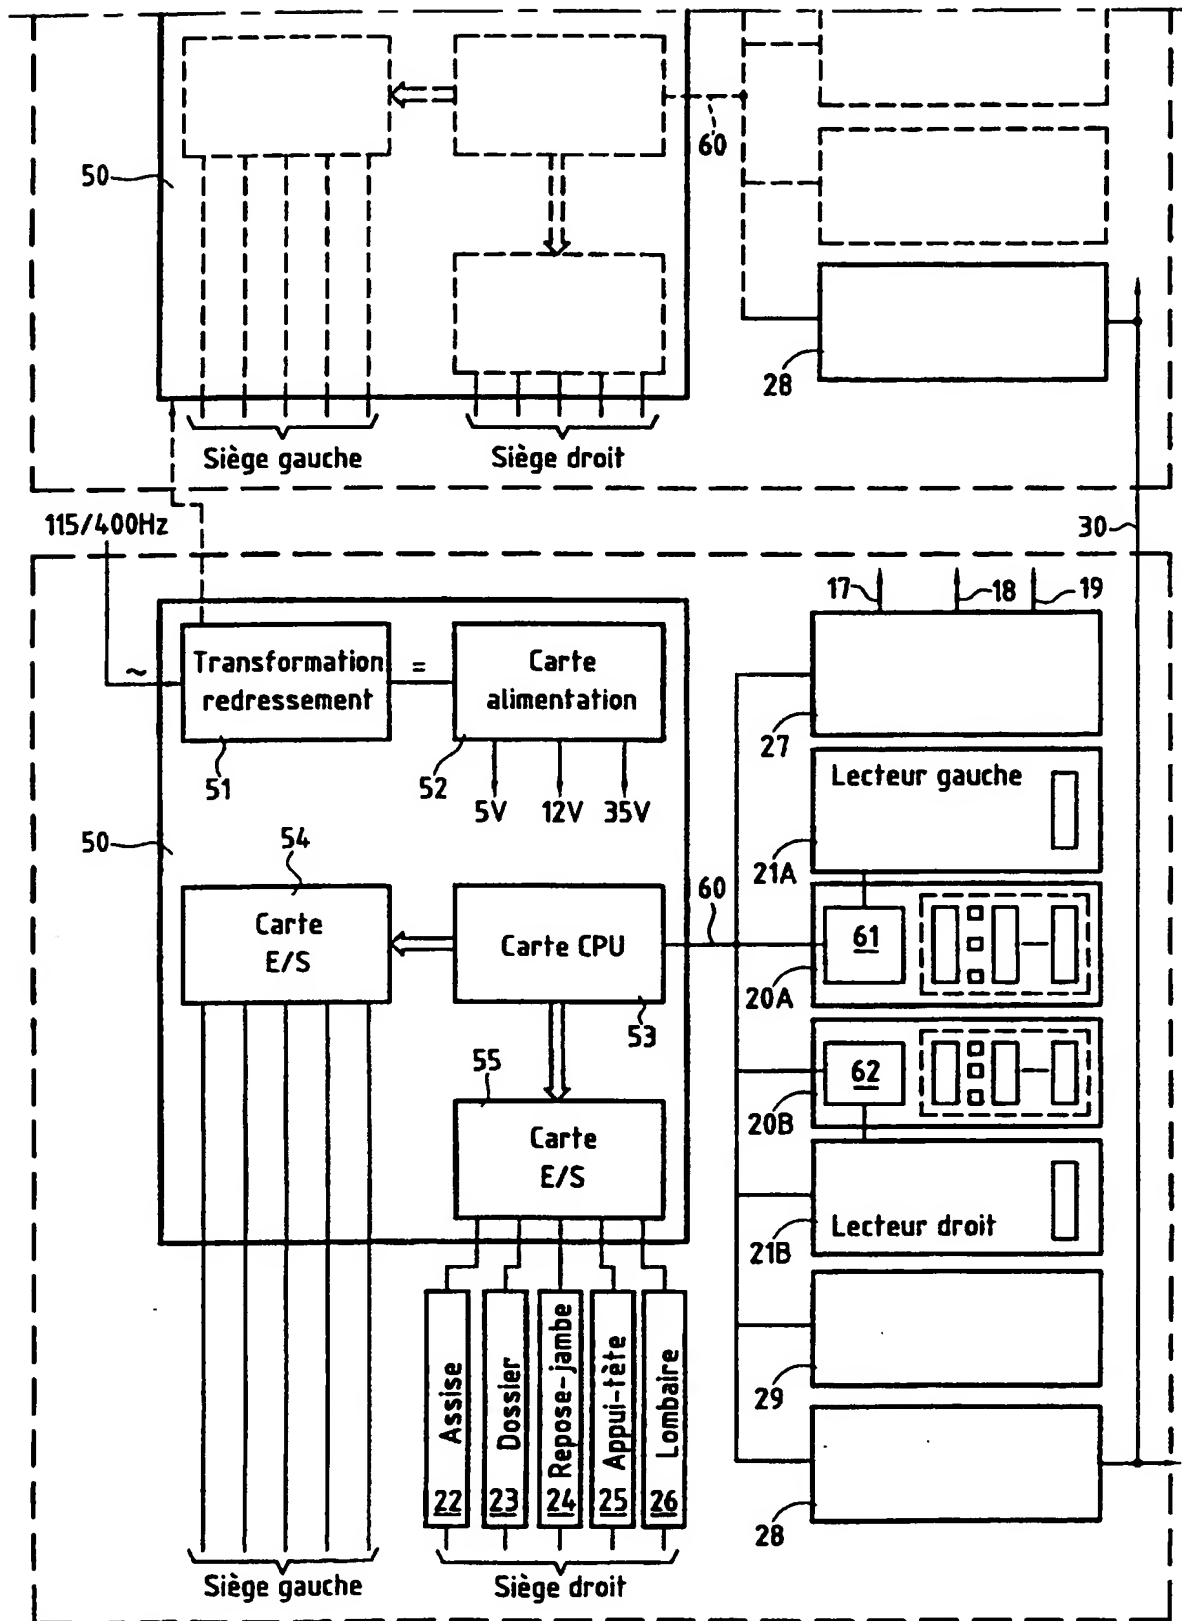 60
50
28
Siège gauche
Siège droit
115/400Hz
30
17
18
19
~
Transformation
redressement
=
Carte
alimentation
51
52
27
5V
12V
35V
Lecteur gauche
50
54
21A
60
Carte
E/S
Carte CPU
61
20A
53
55
62
20B
Carte
E/S
Lecteur droit
21B
Assise
22
Dossier
23
Repose-jambe
24
Appui-tète
25
Lombaire
26
29
28
Siège gauche
Siège droit